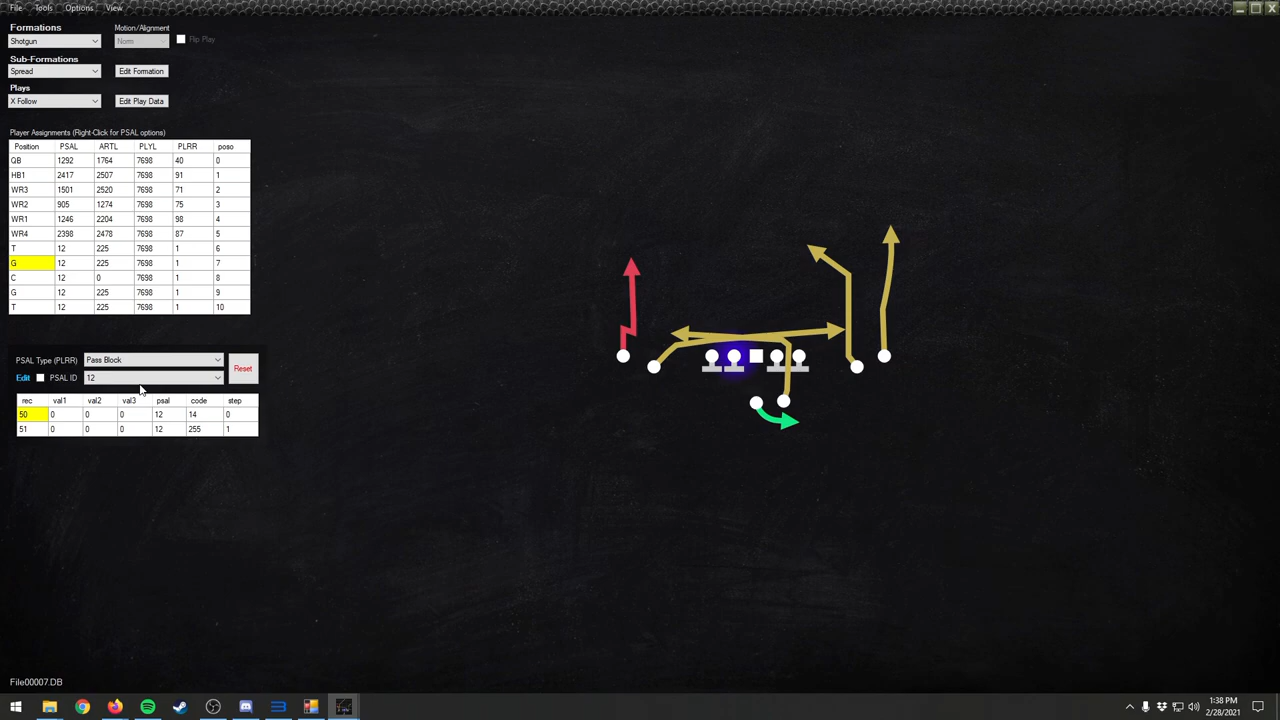 File Tools Options View
Formations Motion/Alignment
Shotgun Norm Flip Play
Sub-Formations
Spread Edit Formation
Plays
X Follow Edit Play Data
Player Assignments (Right-Click for PSAL options)
Position PSAL ARTL PLYL PLRR poso
QB 1292 1764 7698 40 0
HB1 2417 2507 7698 91 1
WR3 1501 2520 7698 71 2
WR2 905 1274 7698 75 3
WR1 1246 2204 7698 98 4
WR4 2398 2478 7698 87 5
T 12 225 7698 1 6
G 12 225 7698 1 7
C 12 0 7698 1 8
G 12 225 7698 1 9
T 12 225 7698 1 10
PSAL Type (PLRR) Pass Block Reset
Edit PSAL ID 12
rec val1 val2 val3 psal code step
50 0 0 0 12 14 0
51 0 0 0 12 255 1
File00007.DB
1:38 PM
2/28/2021